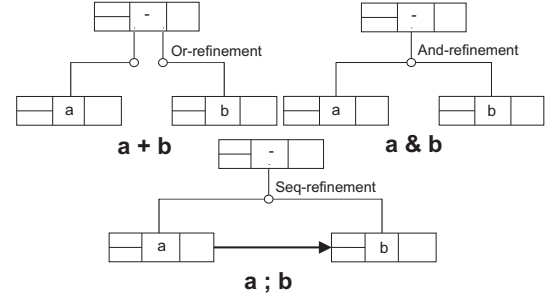 -
-
Or-refinement
And-refinement
a
b
a
b
a + b
a & b
-
Seq-refinement
a
b
a ; b